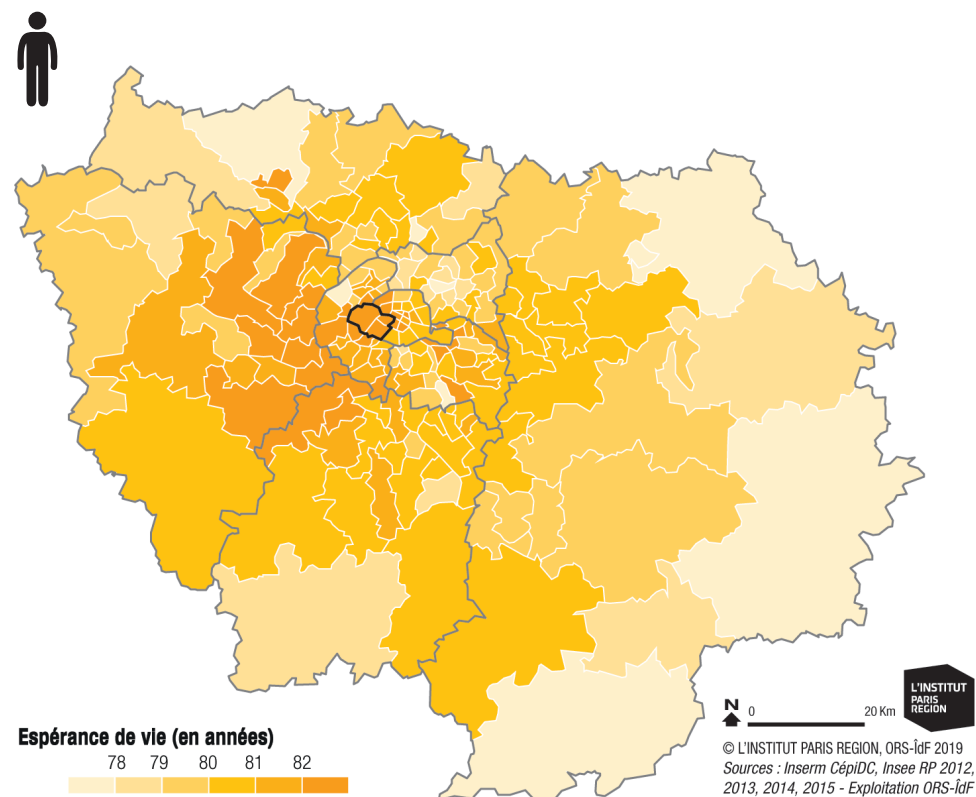 Espérance de vie (en années)
78 79 80 81 82
N 0 20 Km
L'INSTITUT
PARIS
REGION
© L'INSTITUT PARIS REGION, ORS-ÎdF 2019
Sources : Inserm CépiDC, Insee RP 2012,
2013, 2014, 2015 - Exploitation ORS-ÎdF